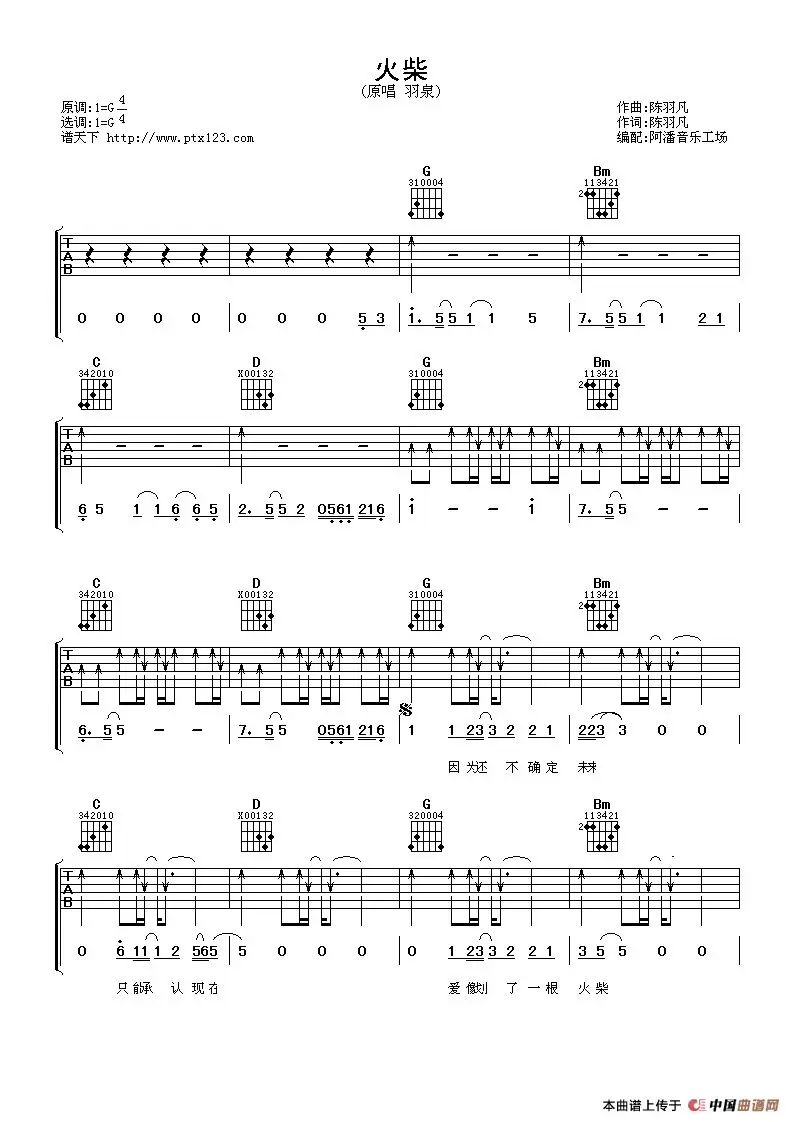 火柴
(原唱 羽泉)
原调:1=G 4/4
选调:1=G
谱天下 http://www.ptx123.com
作曲:陈羽凡
作词:陈羽凡
编配:阿潘音乐工场
G Bm
310004 113421
2
T
A
B
0 0 0 0 0 0 0 5 3 1. 5 5 1 1 5 7. 5 5 1 1 2 1
C D G Bm
342010 X00132 310004 113421
2
T
A
B
6 5 1 1 6 6 5 2. 5 5 2 0561 216 1 - - 1 7. 5 5 - -
C D G Bm
342010 X00132 310004 113421
2
T
A
B
6. 5 5 - - 7. 5 5 0561 216 1 1 23 3 2 2 1 223 3 0 0
因为还 不 确定 未来
C D G Bm
342010 X00132 320004 113421
2
T
A
B
0 6 11 1 2 565 5 0 0 0 0 1 23 3 2 2 1 3 5 5 0 0
只能承 认 现在 爱像划 了 一根 火柴
本曲谱上传于 中国曲谱网